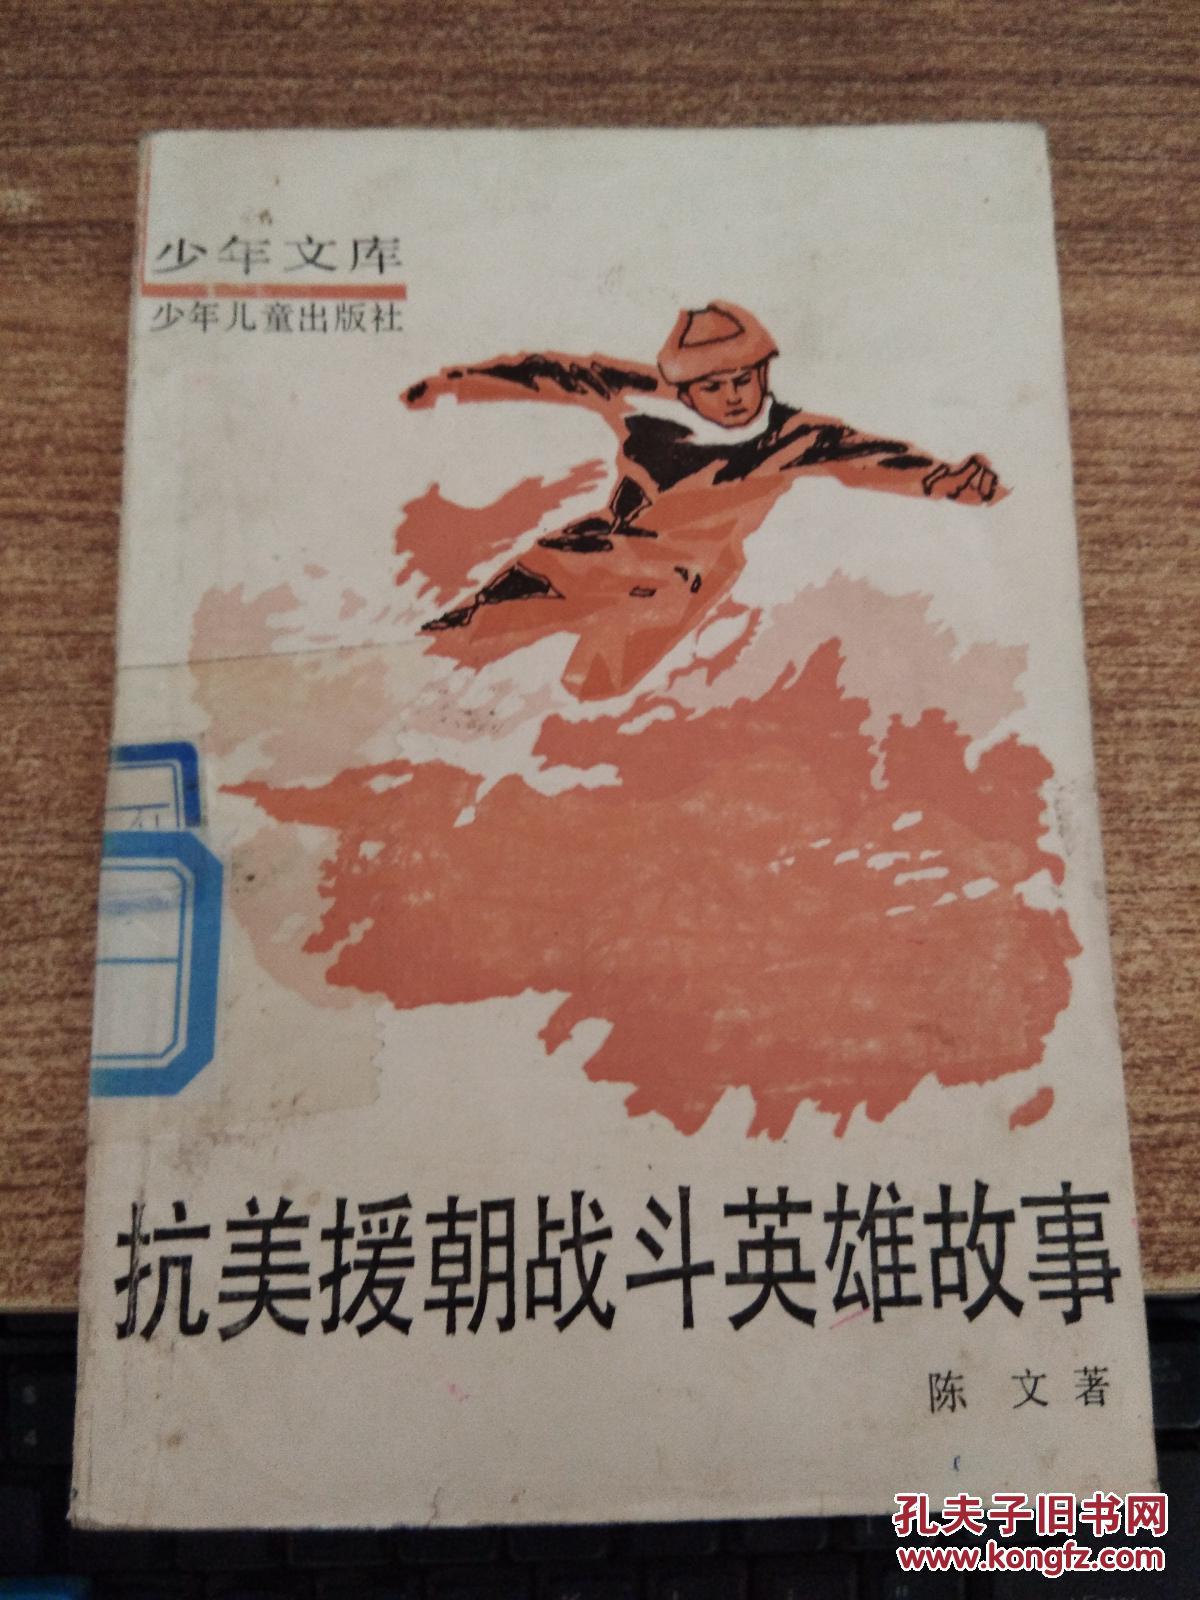 少年文库
少年儿童出版社
抗美援朝战斗英雄故事
陈 文 著
孔夫子旧书网
www.kongfz.com